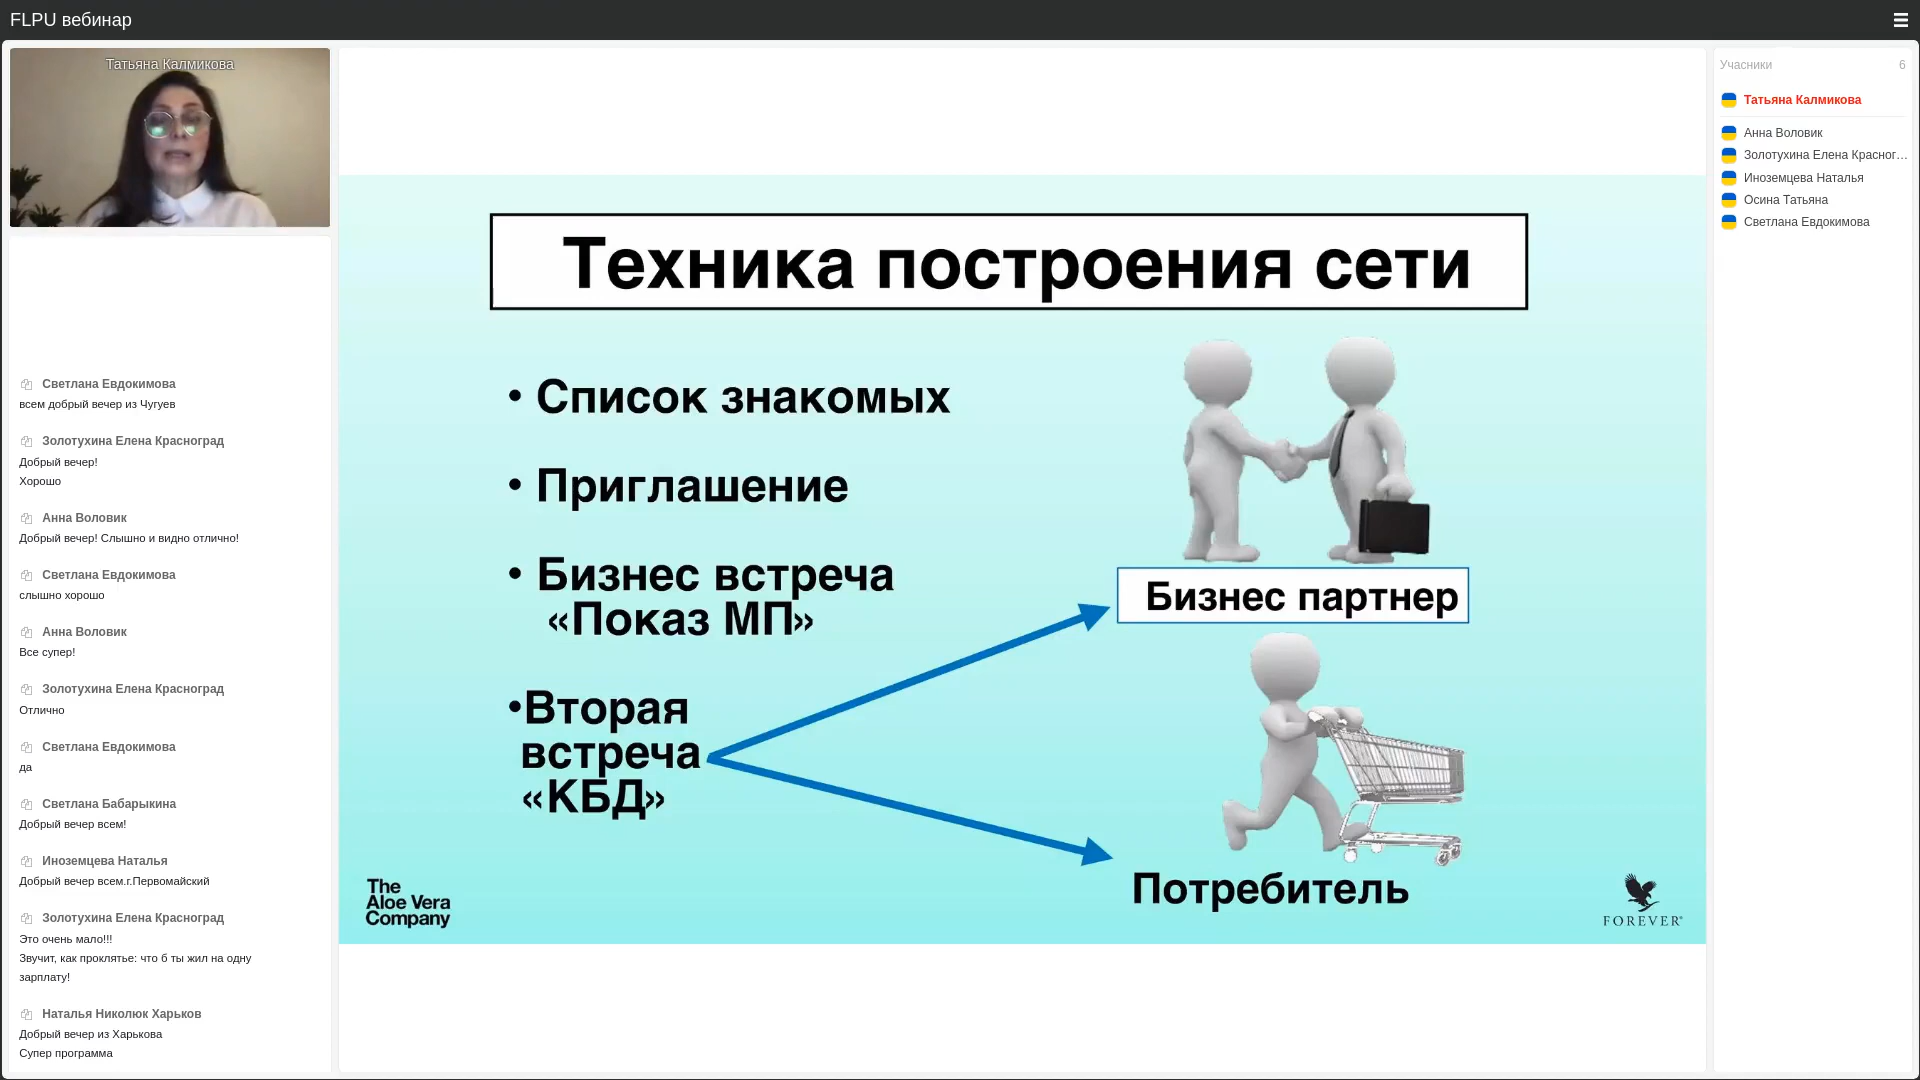 FLPU вебинар
Татьяна Калмикова
Светлана Евдокимова
всем добрый вечер из Чугуев
Золотухина Елена Красноград
Добрый вечер!
Хорошо
Анна Воловик
Добрый вечер! Слышно и видно отлично!
Светлана Евдокимова
слышно хорошо
Анна Воловик
Все супер!
Золотухина Елена Красноград
Отлично
Светлана Евдокимова
да
Светлана Бабарыкина
Добрый вечер всем!
Иноземцева Наталья
Добрый вечер всем.г.Первомайский
Золотухина Елена Красноград
Это очень мало!!!
Звучит, как проклятье: что б ты жил на одну
зарплату!
Наталья Николюк Харьков
Добрый вечер из Харькова
Супер программа
Техника построения сети
• Список знакомых
• Приглашение
• Бизнес встреча
«Показ МП»
•Вторая
встреча
«КБД»
Бизнес партнер
Потребитель
The
Aloe Vera
Company
FOREVER®
Учасники 6
Татьяна Калмикова
Анна Воловик
Золотухина Елена Красног…
Иноземцева Наталья
Осина Татьяна
Светлана Евдокимова